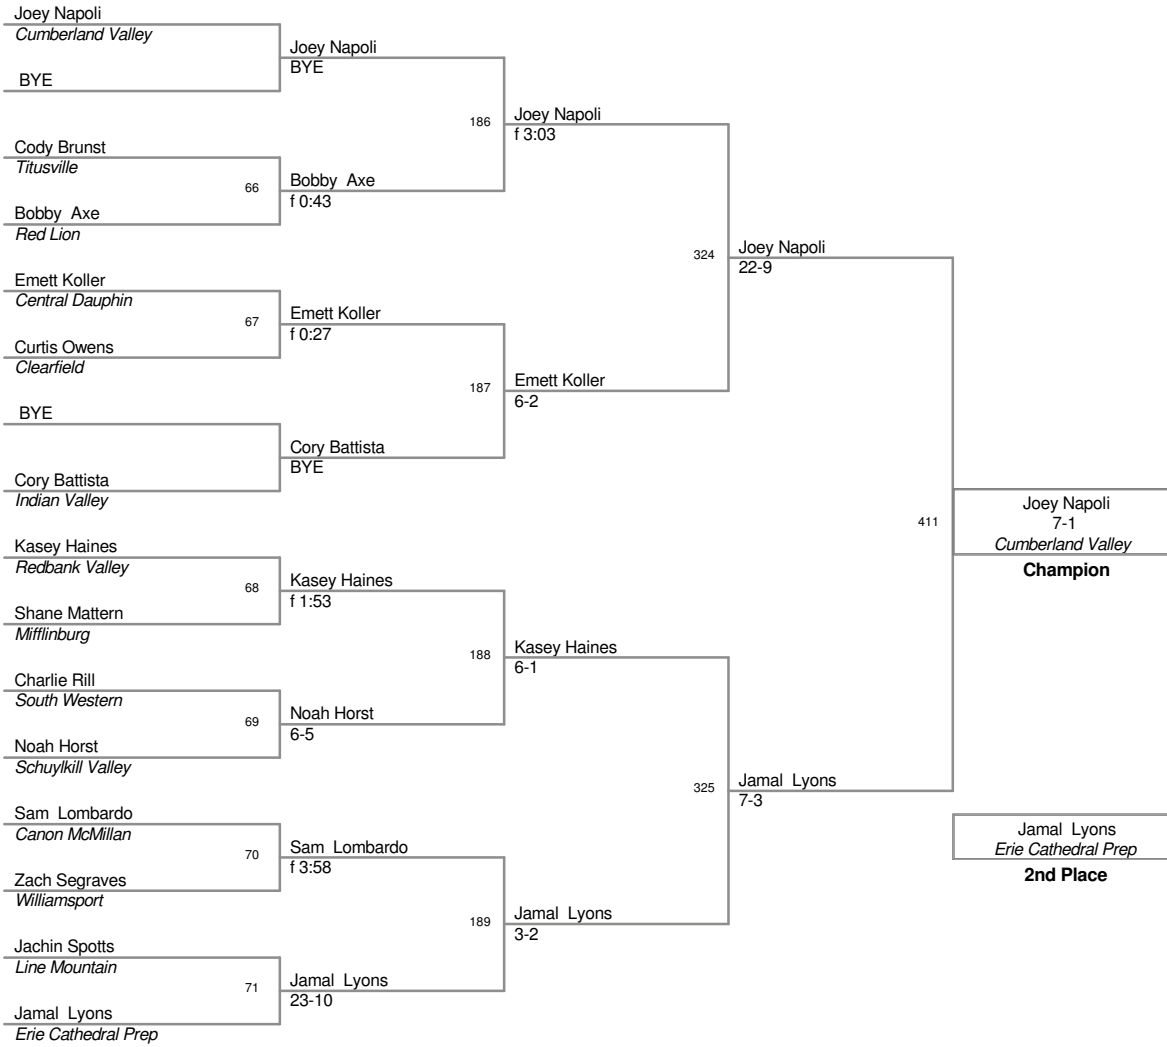 Joey Napoli
Cumberland Valley
BYE
Cody Brunst
Titusville
Bobby Axe
Red Lion
Emett Koller
Central Dauphin
Curtis Owens
Clearfield
BYE
Cory Battista
Indian Valley
Kasey Haines
Redbank Valley
Shane Mattern
Mifflinburg
Charlie Rill
South Western
Noah Horst
Schuylkill Valley
Sam Lombardo
Canon McMillan
Zach Segraves
Williamsport
Jachin Spotts
Line Mountain
Jamal Lyons
Erie Cathedral Prep
Joey Napoli
BYE
66
Bobby Axe
f 0:43
67
Emett Koller
f 0:27
Cory Battista
BYE
68
Kasey Haines
f 1:53
69
Noah Horst
6-5
70
Sam Lombardo
f 3:58
71
Jamal Lyons
23-10
186
Joey Napoli
f 3:03
187
Emett Koller
6-2
188
Kasey Haines
6-1
189
Jamal Lyons
3-2
324
Joey Napoli
22-9
325
Jamal Lyons
7-3
411
Joey Napoli
7-1
Cumberland Valley
Champion
Jamal Lyons
Erie Cathedral Prep
2nd Place